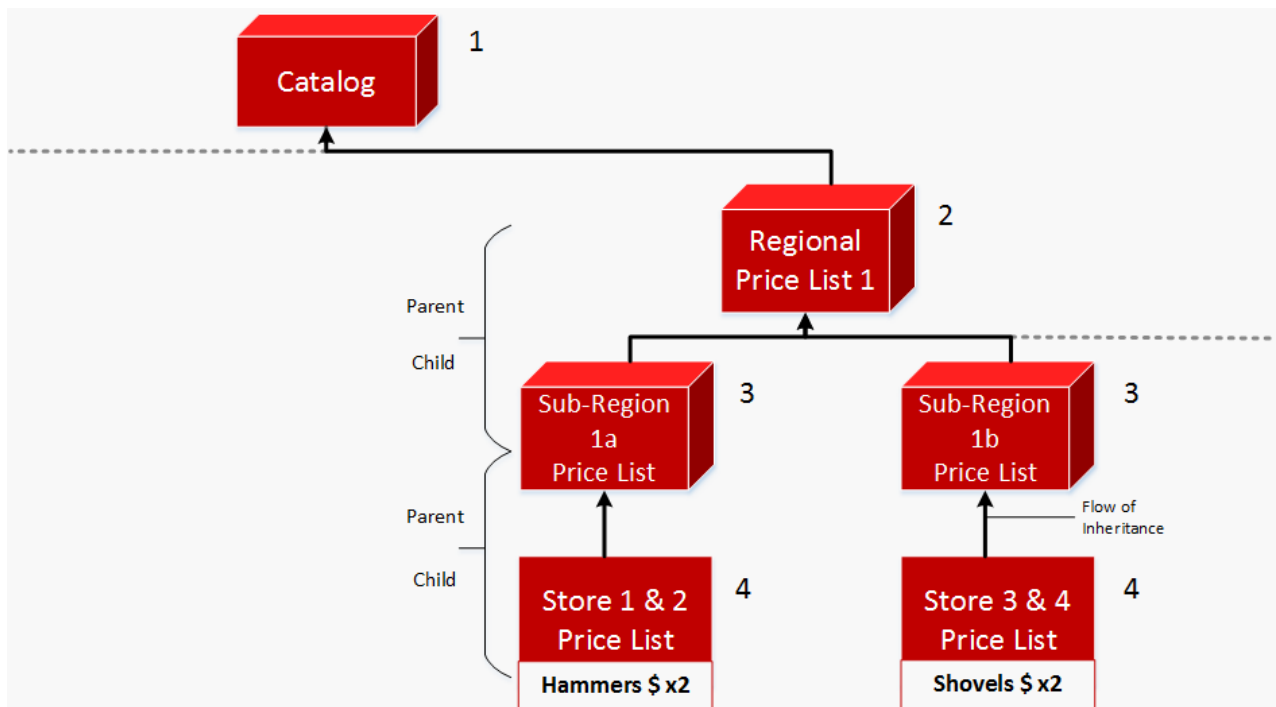 Catalog
1
Regional
Price List 1
2
Parent
Child
Sub-Region
1a
Price List
3
Sub-Region
1b
Price List
3
Parent
Child
Flow of
Inheritance
Store 1 & 2
Price List
4
Hammers $ x2
Store 3 & 4
Price List
4
Shovels $ x2